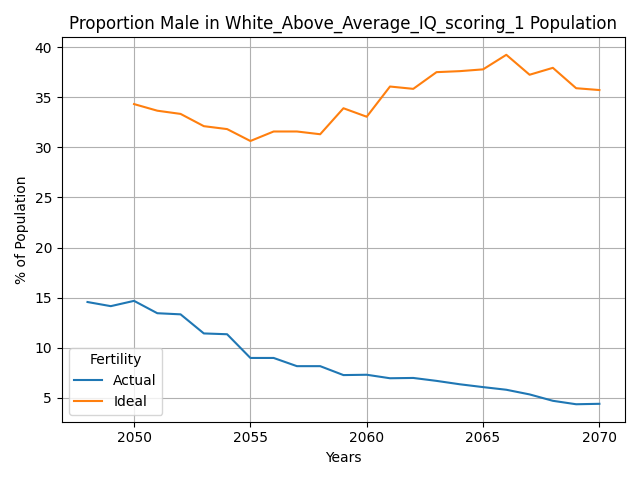 Proportion Male in White_Above_Average_IQ_scoring_1 Population
40
35
30
25
20
15
10
5
% of Population
Fertility
Actual
Ideal
2050 2055 2060 2065 2070
Years